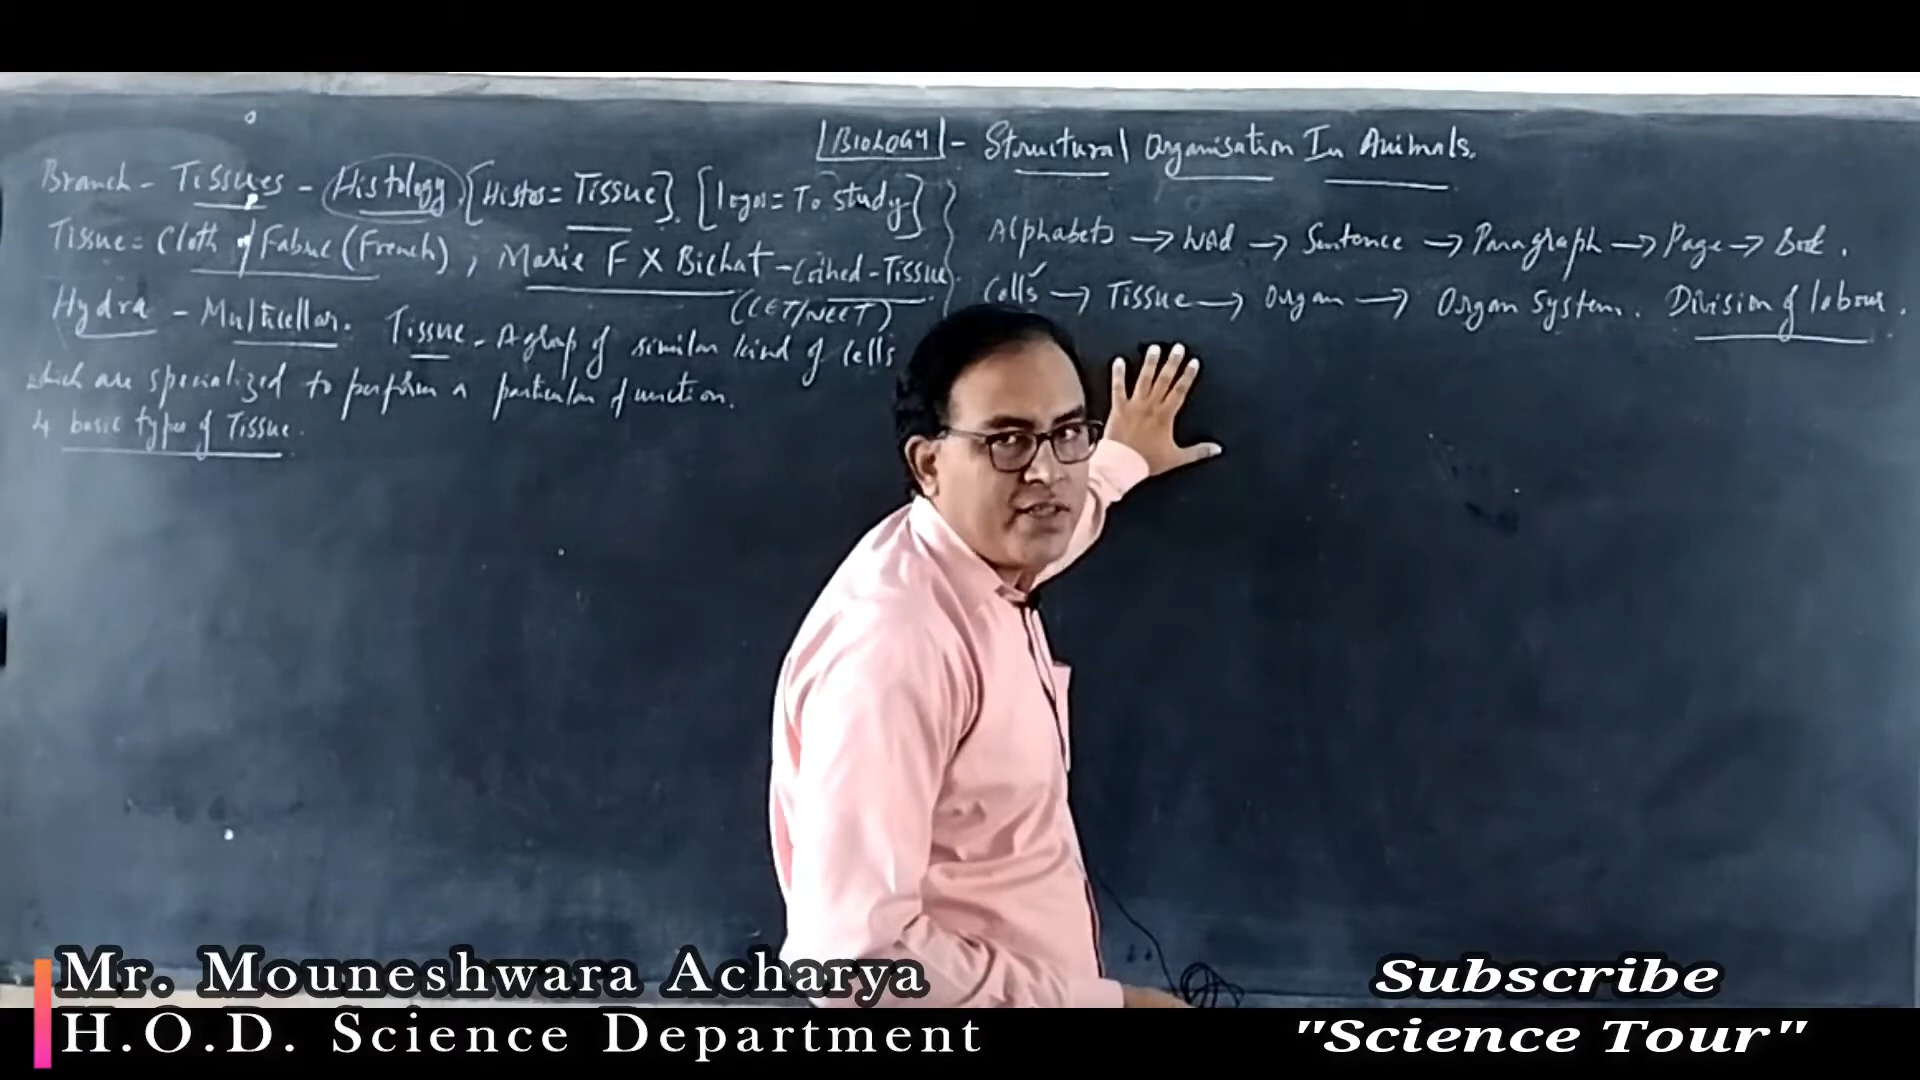 |BIOLOGY| - Structural Organisation In Animals.
Branch - Tissues - Histology [Histos = Tissue]. [logos = To study]
Tissue = Cloth of Fabric (French), Marie F X Bichat - Coined - Tissue
(CET/NEET)
Hydra - Multicellar. Tissue - A group of similar kind of cells
which are specialized to perform a particular function.
4 basic types of Tissue.
Alphabets → Word → Sentence → Paragraph → Page → Book.
Cells → Tissue → Organ → Organ System. Division of labour.
Mr. Mouneshwara Acharya
H.O.D. Science Department
Subscribe
"Science Tour"